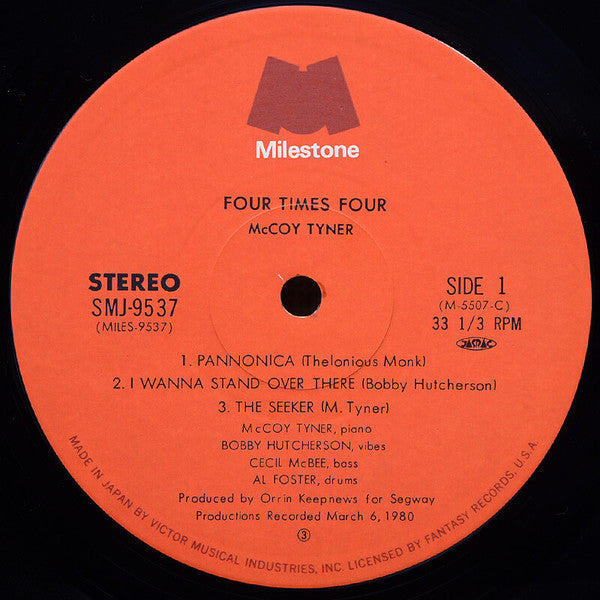 Milestone
FOUR TIMES FOUR
McCOY TYNER
STEREO
SMJ-9537
(MILES-9537)
SIDE 1
(M-5507-C)
33 1/3 RPM
JASRAC
1. PANNONICA (Thelonious Monk)
2. I WANNA STAND OVER THERE (Bobby Hutcherson)
3. THE SEEKER (M. Tyner)
McCOY TYNER, piano
BOBBY HUTCHERSON, vibes
CECIL McBEE, bass
AL FOSTER, drums
Produced by Orrin Keepnews for Segway
Productions Recorded March 6, 1980
③
MADE IN JAPAN BY VICTOR MUSICAL INDUSTRIES, INC. LICENSED BY FANTASY RECORDS, U.S.A.